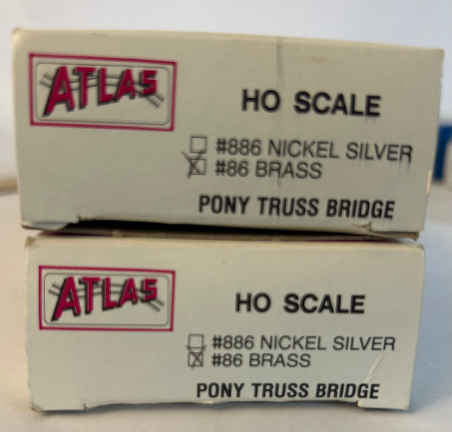 ATLAS
HO SCALE
☐ #886 NICKEL SILVER
☒ #86 BRASS
PONY TRUSS BRIDGE
ATLAS
HO SCALE
☐ #886 NICKEL SILVER
☒ #86 BRASS
PONY TRUSS BRIDGE